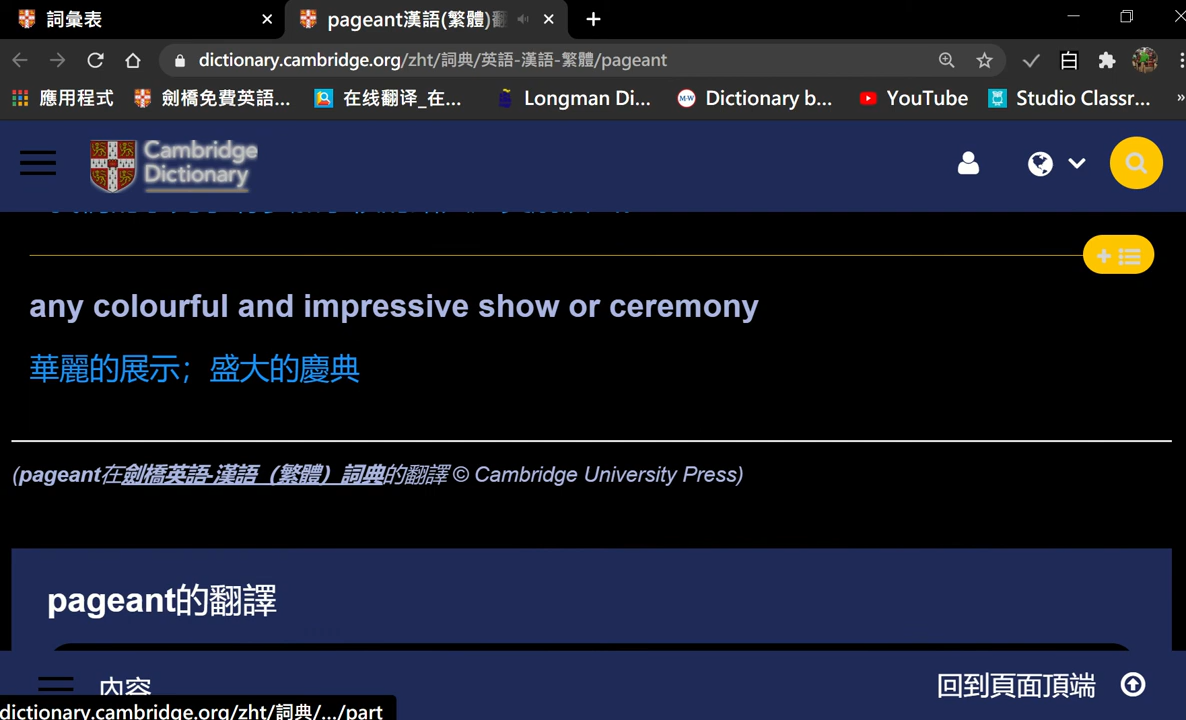 詞彙表
pageant漢語(繁體)翻
dictionary.cambridge.org/zht/詞典/英語-漢語-繁體/pageant
白
應用程式 劍橋免費英語... 在线翻译_在... Longman Di... M-W Dictionary b... YouTube Studio Classr... »
Cambridge
Dictionary
any colourful and impressive show or ceremony
華麗的展示；盛大的慶典
(pageant在劍橋英語-漢語（繁體）詞典的翻譯 © Cambridge University Press)
pageant的翻譯
內容
回到頁面頂端
dictionary.cambridge.org/zht/詞典/.../part